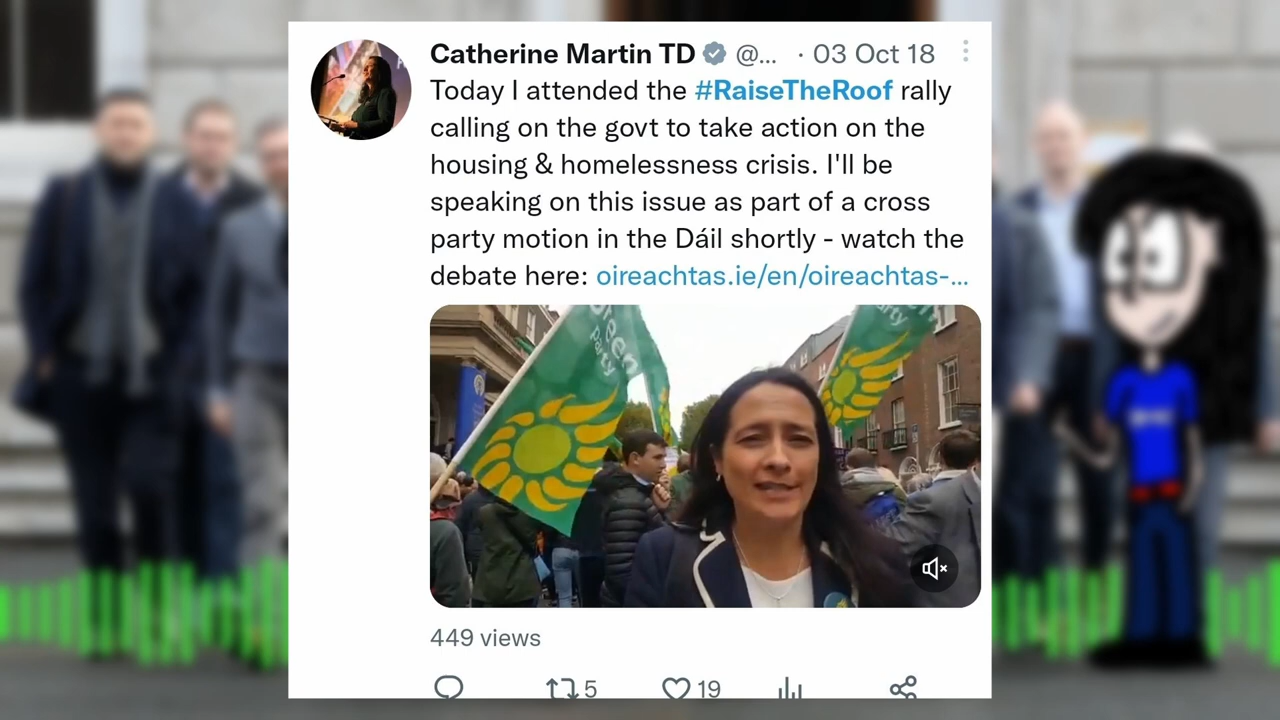 Catherine Martin TD @... · 03 Oct 18
Today I attended the #RaiseTheRoof rally
calling on the govt to take action on the
housing & homelessness crisis. I'll be
speaking on this issue as part of a cross
party motion in the Dáil shortly - watch the
debate here: oireachtas.ie/en/oireachtas-...
Green
Party
Party
449 views
5 19